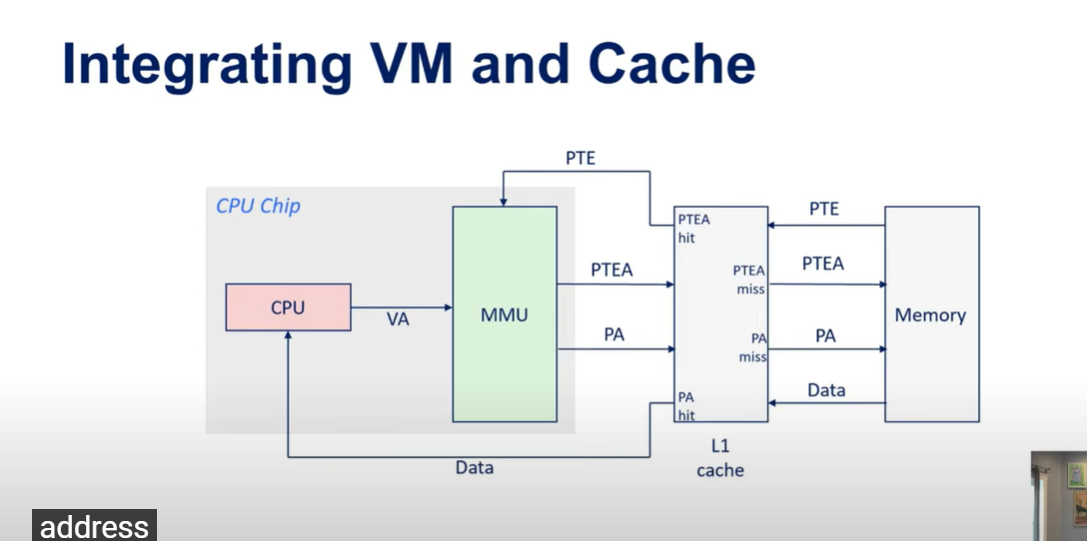 Integrating VM and Cache
PTE
CPU Chip
PTEA
hit
PTE
PTEA
PTEA
miss
PTEA
CPU
VA
MMU
Memory
PA
PA
miss
PA
PA
hit
Data
Data
L1
cache
address